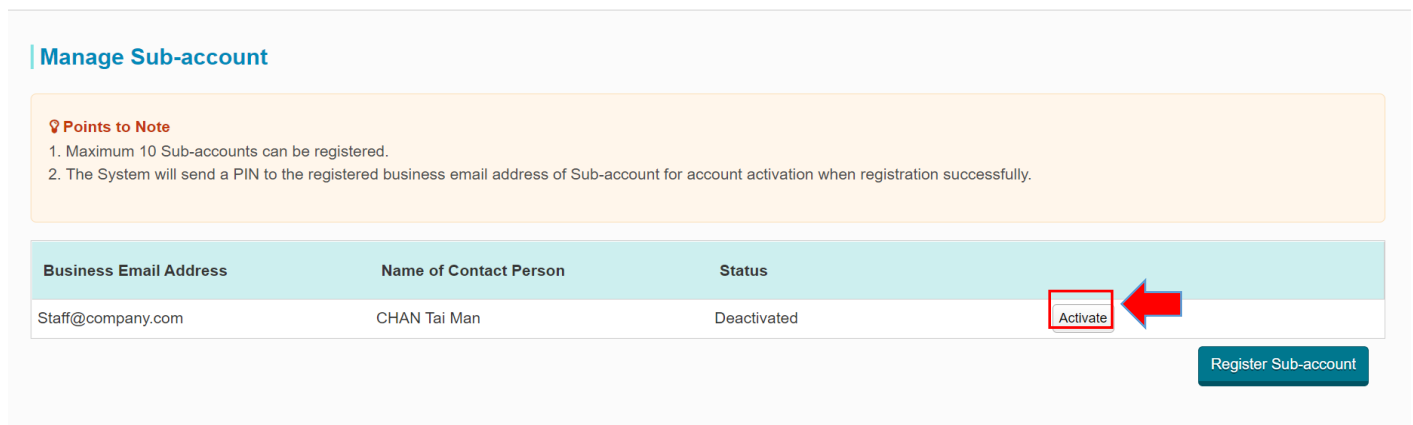 Manage Sub-account
Points to Note
1. Maximum 10 Sub-accounts can be registered.
2. The System will send a PIN to the registered business email address of Sub-account for account activation when registration successfully.
Business Email Address Name of Contact Person Status
Staff@company.com CHAN Tai Man Deactivated Activate
Register Sub-account